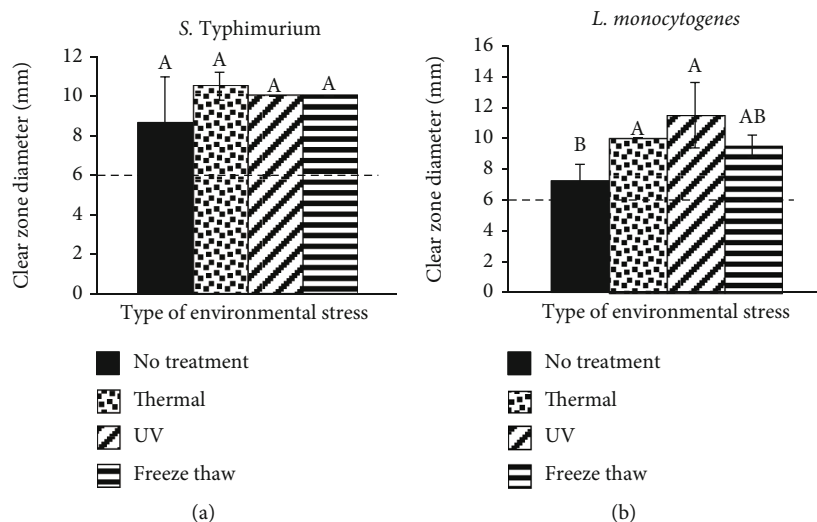 S. Typhimurium
Clear zone diameter (mm)
12
10
8
6
4
2
0
A
A
A
A
Type of environmental stress
No treatment
Thermal
UV
Freeze thaw
(a)
L. monocytogenes
Clear zone diameter (mm)
16
14
12
10
8
6
4
2
0
B
A
A
AB
Type of environmental stress
No treatment
Thermal
UV
Freeze thaw
(b)